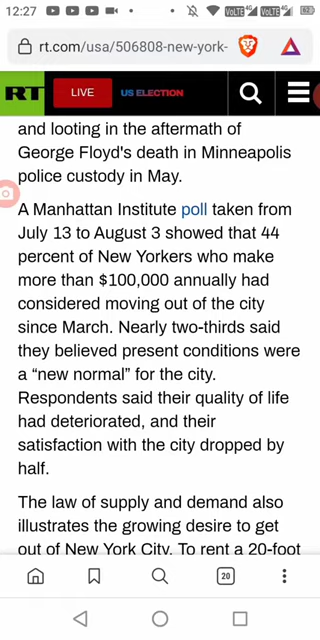 12:27
VoLTE 4G VoLTE 4G 62
rt.com/usa/506808-new-york-
RT LIVE US ELECTION
and looting in the aftermath of
George Floyd's death in Minneapolis
police custody in May.
A Manhattan Institute poll taken from
July 13 to August 3 showed that 44
percent of New Yorkers who make
more than $100,000 annually had
considered moving out of the city
since March. Nearly two-thirds said
they believed present conditions were
a “new normal” for the city.
Respondents said their quality of life
had deteriorated, and their
satisfaction with the city dropped by
half.
The law of supply and demand also
illustrates the growing desire to get
out of New York City. To rent a 20-foot
20